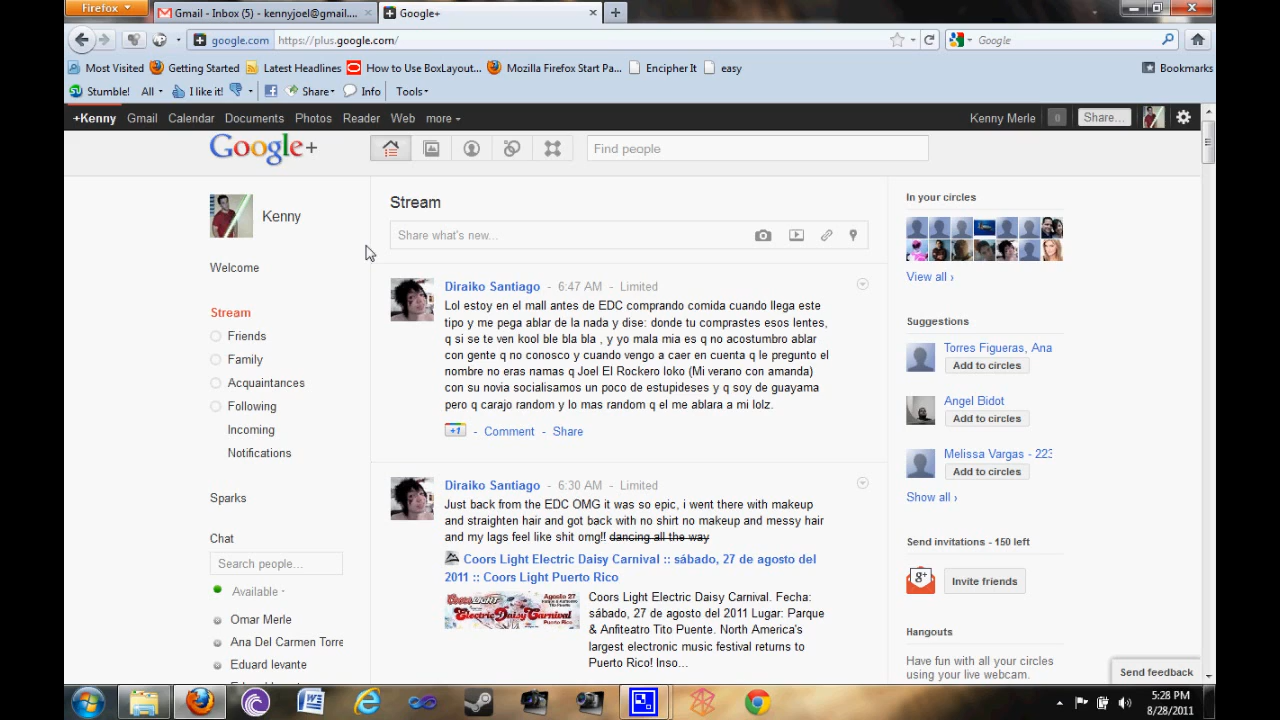 Firefox
Gmail - Inbox (5) - kennyjoel@gmail....
Google+
google.com
https://plus.google.com/
Google
Most Visited
Getting Started
Latest Headlines
How to Use BoxLayout...
Mozilla Firefox Start Pa...
Encipher It
easy
Bookmarks
Stumble!
All
I like it!
Share
Info
Tools
+Kenny
Gmail
Calendar
Documents
Photos
Reader
Web
more
Kenny Merle
0
Share...
Google+
Find people
Kenny
Welcome
Stream
Friends
Family
Acquaintances
Following
Incoming
Notifications
Sparks
Chat
Search people...
Available
Omar Merle
Ana Del Carmen Torre
Eduard levante
Stream
Share what's new...
Diraiko Santiago - 6:47 AM - Limited
Lol estoy en el mall antes de EDC comprando comida cuando llega este
tipo y me pega ablar de la nada y dise: donde tu comprastes esos lentes,
q si se te ven kool ble bla bla , y yo mala mia es q no acostumbro ablar
con gente q no conosco y cuando vengo a caer en cuenta q le pregunto el
nombre no eras namas q Joel El Rockero loko (Mi verano con amanda)
con su novia socialisamos un poco de estupideses y q soy de guayama
pero q carajo random y lo mas random q el me ablara a mi lolz.
+1 - Comment - Share
Diraiko Santiago - 6:30 AM - Limited
Just back from the EDC OMG it was so epic, i went there with makeup
and straighten hair and got back with no shirt no makeup and messy hair
and my lags feel like shit omg!! dancing all the way
Coors Light Electric Daisy Carnival :: sábado, 27 de agosto del
2011 :: Coors Light Puerto Rico
Coors LIGHT
Agosto 27
Electric Daisy Carnival
Puerto Rico
Coors Light Electric Daisy Carnival. Fecha:
sábado, 27 de agosto del 2011 Lugar: Parque
& Anfiteatro Tito Puente. North America's
largest electronic music festival returns to
Puerto Rico! Inso...
In your circles
View all ›
Suggestions
Torres Figueras, Ana
Add to circles
Angel Bidot
Add to circles
Melissa Vargas - 223
Add to circles
Show all ›
Send invitations - 150 left
g+
Invite friends
Hangouts
Have fun with all your circles
using your live webcam.
Send feedback
5:28 PM
8/28/2011